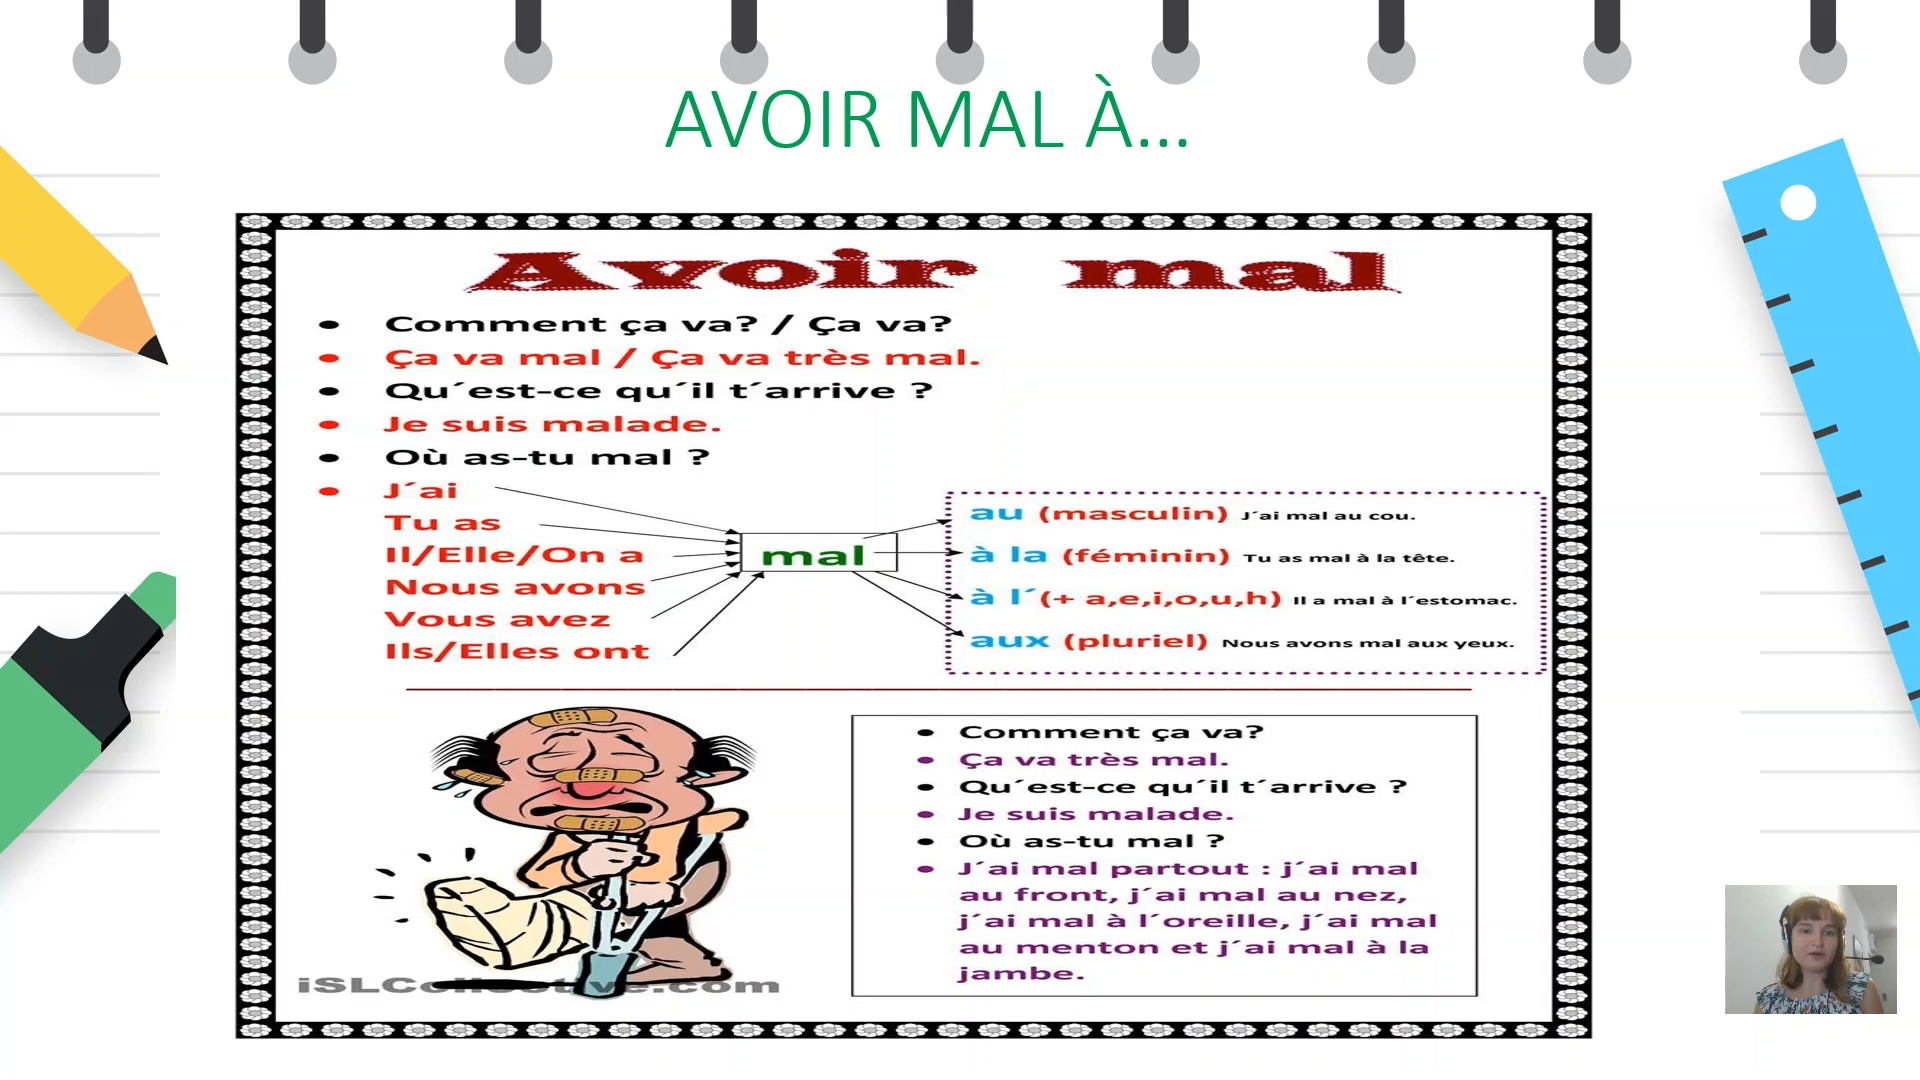 AVOIR MAL À...
Avoir mal
Comment ça va? / Ça va?
Ça va mal / Ça va très mal.
Qu´est-ce qu´il t´arrive ?
Je suis malade.
Où as-tu mal ?
J´ai
Tu as
Il/Elle/On a
Nous avons
Vous avez
Ils/Elles ont
mal
au (masculin) J´ai mal au cou.
à la (féminin) Tu as mal à la tête.
à l´(+ a,e,i,o,u,h) Il a mal à l´estomac.
aux (pluriel) Nous avons mal aux yeux.
Comment ça va?
Ça va très mal.
Qu´est-ce qu´il t´arrive ?
Je suis malade.
Où as-tu mal ?
J´ai mal partout : j´ai mal
au front, j´ai mal au nez,
j´ai mal à l´oreille, j´ai mal
au menton et j´ai mal à la
jambe.
iSLCollective.com